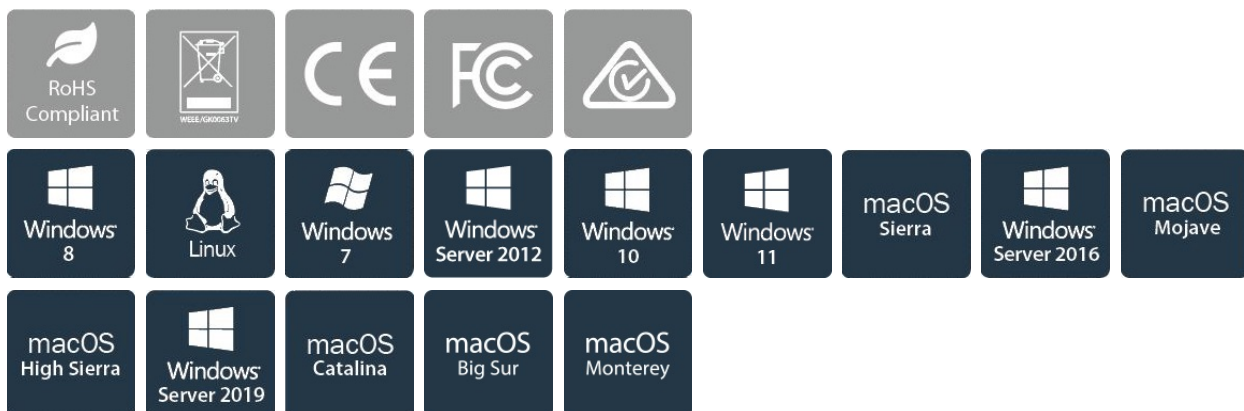 RoHS
Compliant
WEEE/GK0083TV
CE
FC
Windows
8
Linux
Windows
7
Windows
Server 2012
Windows
10
Windows
11
macOS
Sierra
Windows
Server 2016
macOS
Mojave
macOS
High Sierra
Windows
Server 2019
macOS
Catalina
macOS
Big Sur
macOS
Monterey